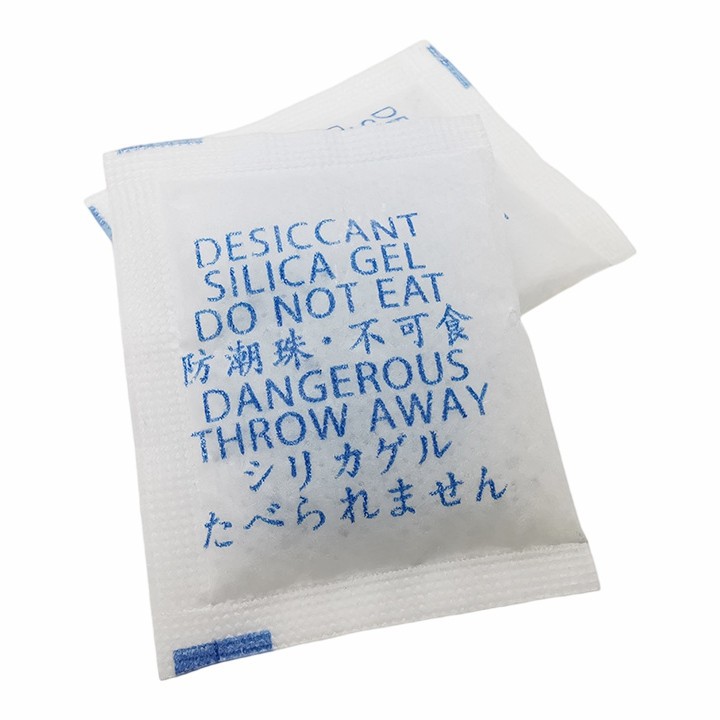 DESICCANT
SILICA GEL
DO NOT EAT
防潮珠·不可食
DANGEROUS
THROW AWAY
シリカゲル
たべられません